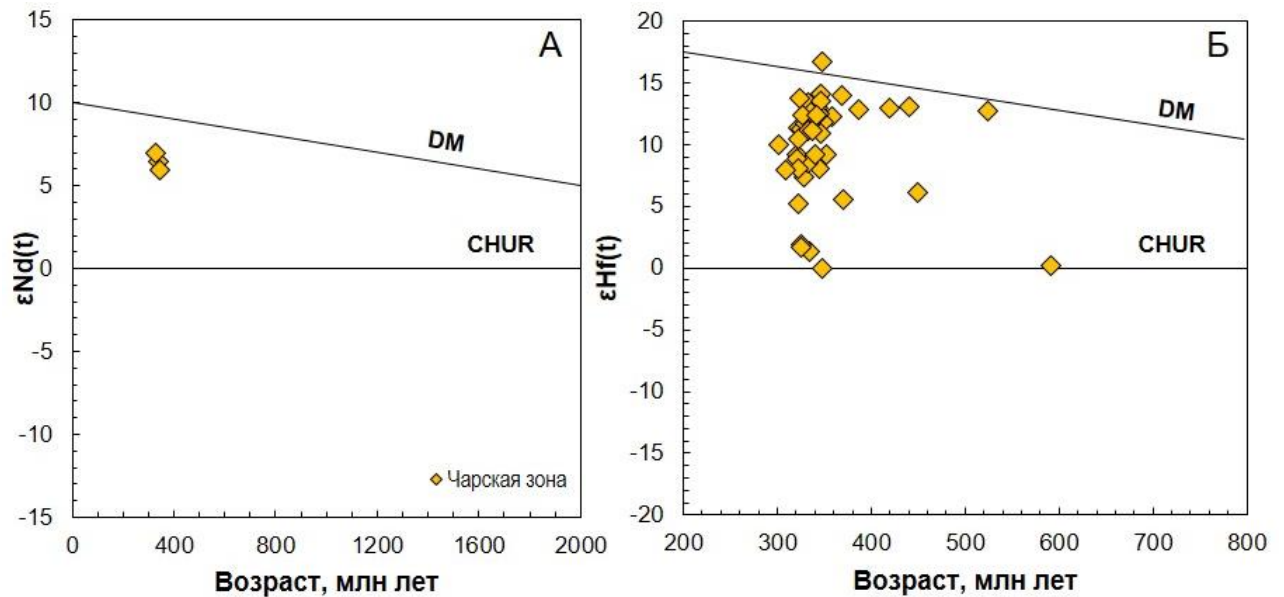 А
15
10
5
0
-5
-10
-15
εNd(t)
DM
CHUR
Чарская зона
0
400
800
1200
1600
2000
Возраст, млн лет
Б
20
15
10
5
0
-5
-10
-15
-20
εHf(t)
DM
CHUR
200
300
400
500
600
700
800
Возраст, млн лет